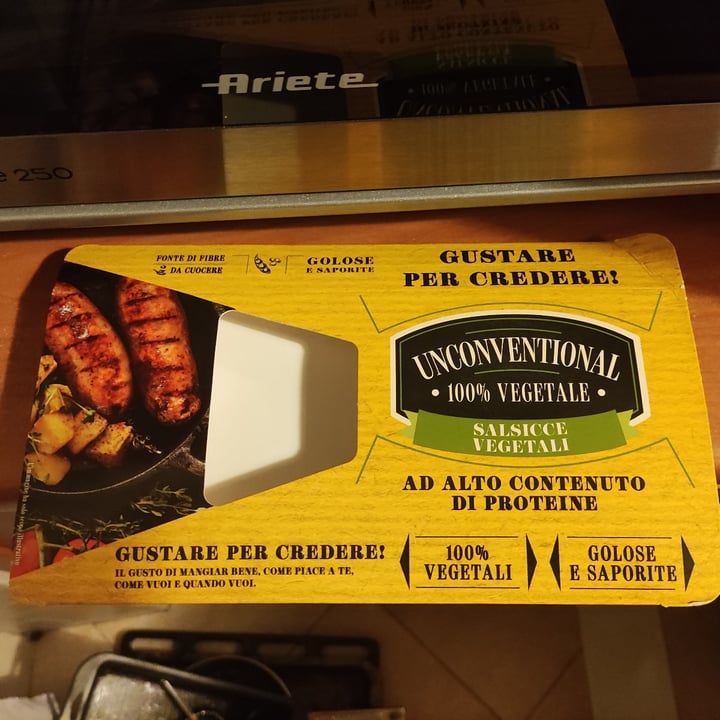 Ariete
e 250
FONTE DI FIBRE
DA CUOCERE
GOLOSE
E SAPORITE
GUSTARE
PER CREDERE!
UNCONVENTIONAL
• 100% VEGETALE •
SALSICCE
VEGETALI
AD ALTO CONTENUTO
DI PROTEINE
GUSTARE PER CREDERE!
IL GUSTO DI MANGIAR BENE, COME PIACE A TE,
COME VUOI E QUANDO VUOI.
100%
VEGETALI
GOLOSE
E SAPORITE